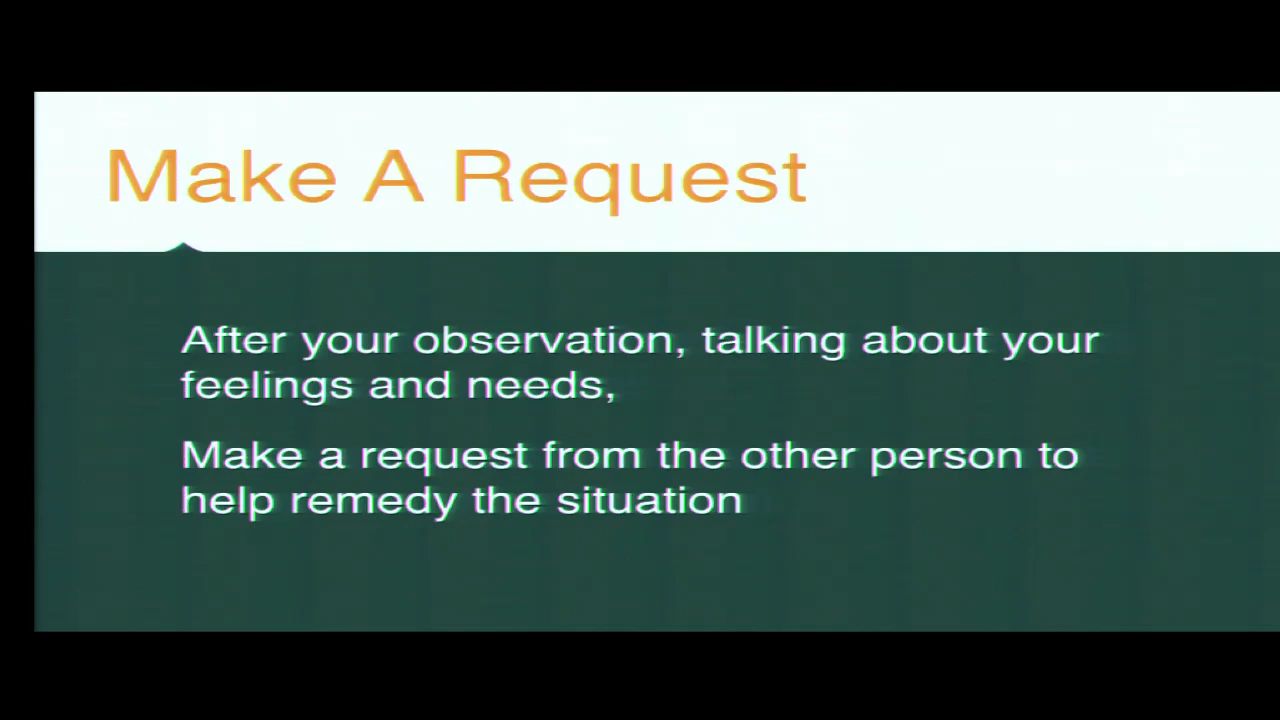 Make A Request
After your observation, talking about your
feelings and needs,
Make a request from the other person to
help remedy the situation